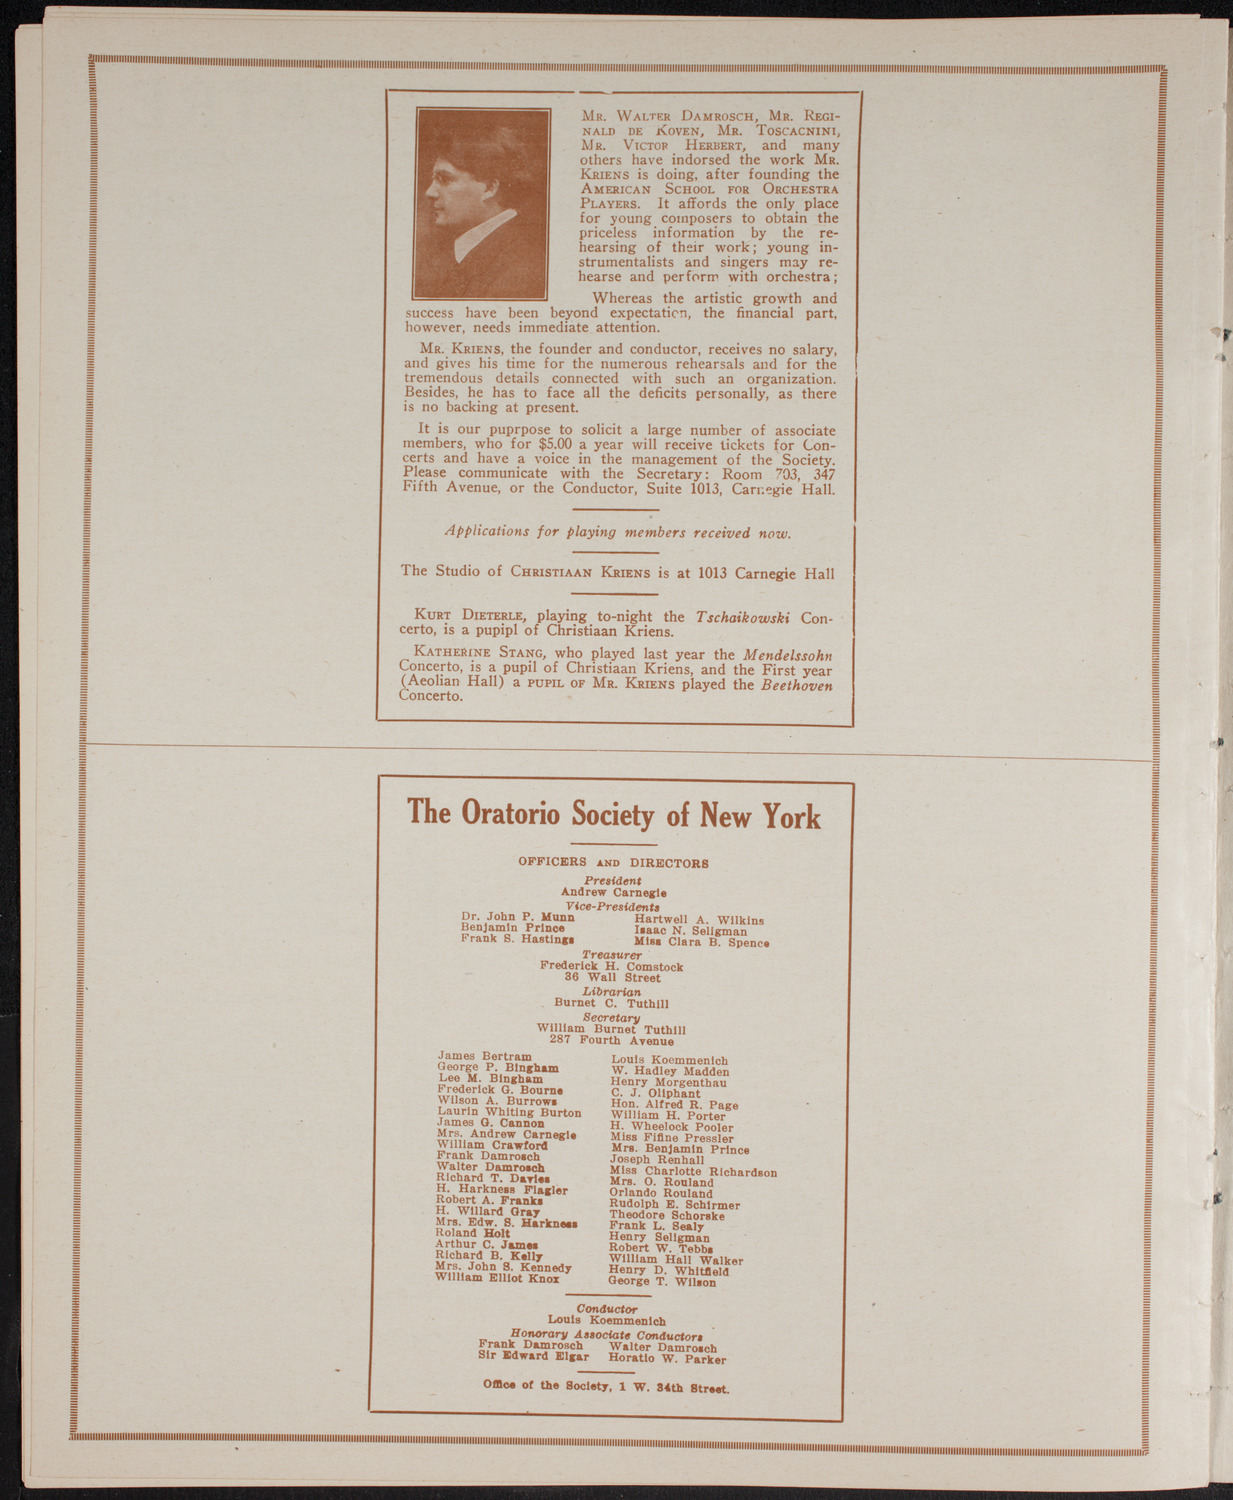 Mr. Walter Damrosch, Mr. Regi-
nald de Koven, Mr. Toscacnini,
Mr. Victor Herbert, and many
others have indorsed the work Mr.
Kriens is doing, after founding the
American School for Orchestra
Players. It affords the only place
for young composers to obtain the
priceless information by the re-
hearsing of their work; young in-
strumentalists and singers may re-
hearse and perform with orchestra;
Whereas the artistic growth and
success have been beyond expectation, the financial part,
however, needs immediate attention.
Mr. Kriens, the founder and conductor, receives no salary,
and gives his time for the numerous rehearsals and for the
tremendous details connected with such an organization.
Besides, he has to face all the deficits personally, as there
is no backing at present.
It is our puprpose to solicit a large number of associate
members, who for $5.00 a year will receive tickets for Con-
certs and have a voice in the management of the Society.
Please communicate with the Secretary: Room 703, 347
Fifth Avenue, or the Conductor, Suite 1013, Carnegie Hall.
Applications for playing members received now.
The Studio of Christiaan Kriens is at 1013 Carnegie Hall
Kurt Dieterle, playing to-night the Tschaikowski Con-
certo, is a pupipl of Christiaan Kriens.
Katherine Stang, who played last year the Mendelssohn
Concerto, is a pupil of Christiaan Kriens, and the First year
(Aeolian Hall) a pupil of Mr. Kriens played the Beethoven
Concerto.
The Oratorio Society of New York
OFFICERS AND DIRECTORS
President
Andrew Carnegie
Vice-Presidents
Dr. John P. Munn
Benjamin Prince
Frank S. Hastings
Hartwell A. Wilkins
Isaac N. Seligman
Miss Clara B. Spence
Treasurer
Frederick H. Comstock
36 Wall Street
Librarian
Burnet C. Tuthill
Secretary
William Burnet Tuthill
287 Fourth Avenue
James Bertram
George P. Bingham
Lee M. Bingham
Frederick G. Bourne
Wilson A. Burrows
Laurin Whiting Burton
James G. Cannon
Mrs. Andrew Carnegie
William Crawford
Frank Damrosch
Walter Damrosch
Richard T. Davies
H. Harkness Flagler
Robert A. Franks
H. Willard Gray
Mrs. Edw. S. Harkness
Roland Holt
Arthur C. James
Richard B. Kelly
Mrs. John S. Kennedy
William Elliot Knox
Louis Koemmenich
W. Hadley Madden
Henry Morgenthau
C. J. Oliphant
Hon. Alfred R. Page
William H. Porter
H. Wheelock Pooler
Miss Fifine Pressler
Mrs. Benjamin Prince
Joseph Renhall
Miss Charlotte Richardson
Mrs. O. Rouland
Orlando Rouland
Rudolph E. Schirmer
Theodore Schorske
Frank L. Sealy
Henry Seligman
Robert W. Tebbs
William Hall Walker
Henry D. Whitfield
George T. Wilson
Conductor
Louis Koemmenich
Honorary Associate Conductors
Frank Damrosch Walter Damrosch
Sir Edward Elgar Horatio W. Parker
Office of the Society, 1 W. 34th Street.